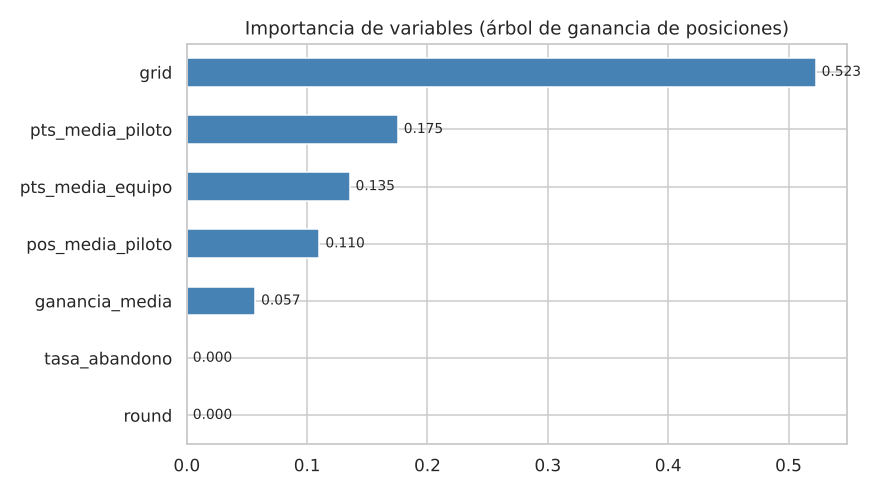 Importancia de variables (árbol de ganancia de posiciones)
grid 0.523
pts_media_piloto 0.175
pts_media_equipo 0.135
pos_media_piloto 0.110
ganancia_media 0.057
tasa_abandono 0.000
round 0.000
0.0 0.1 0.2 0.3 0.4 0.5